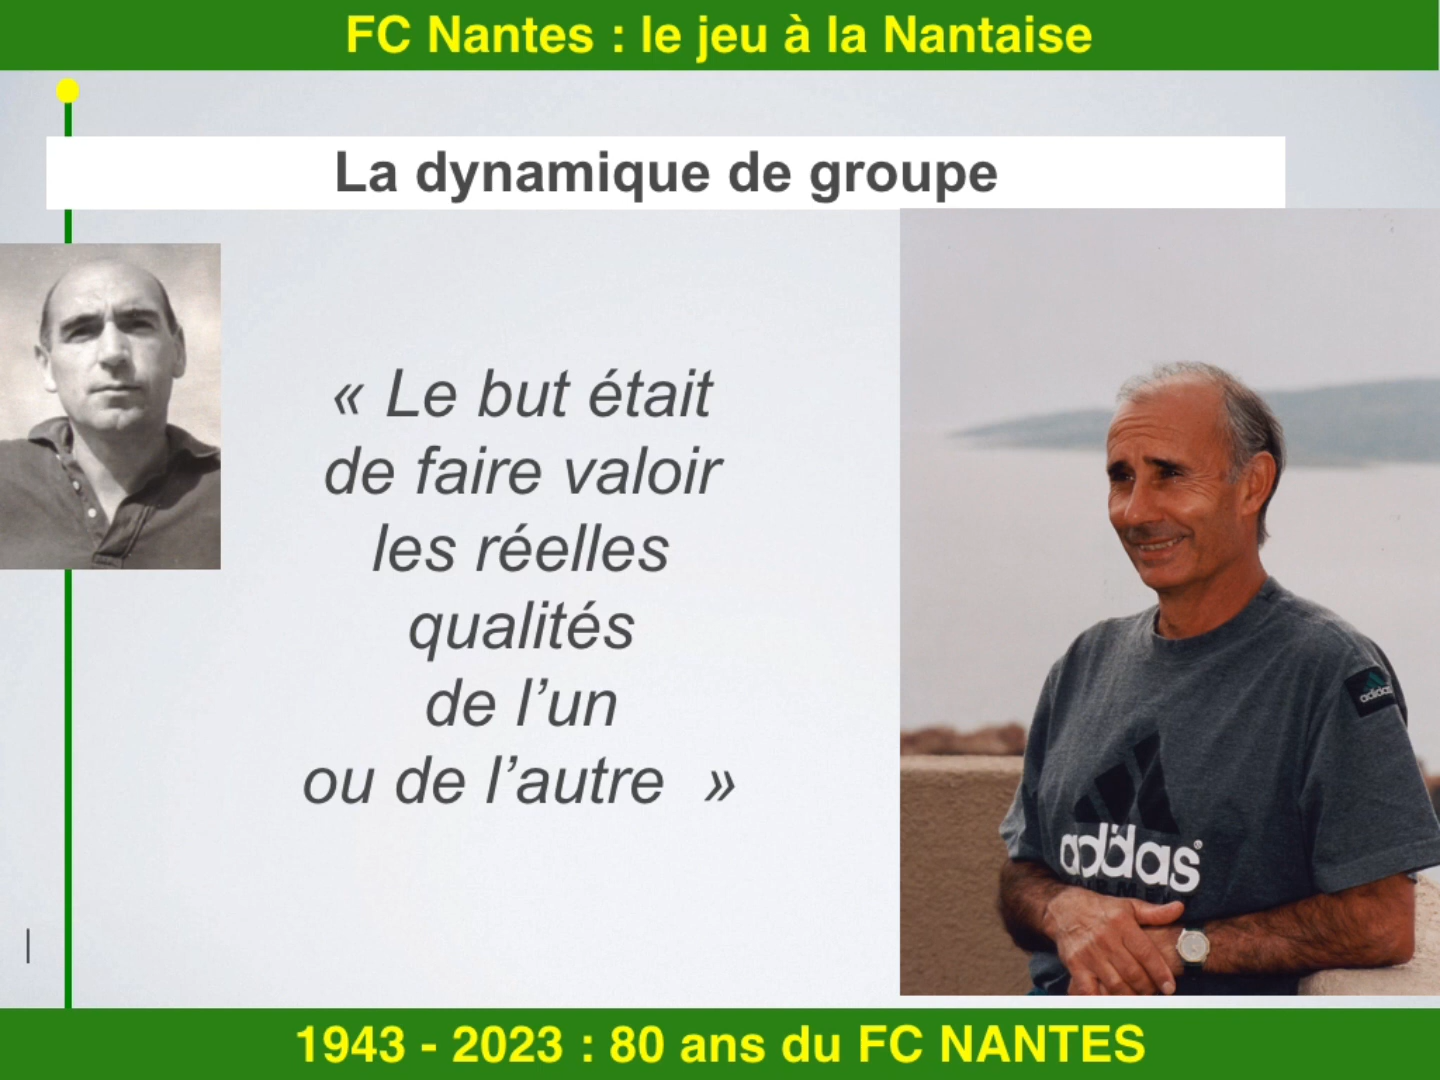 FC Nantes : le jeu à la Nantaise
La dynamique de groupe
« Le but était
de faire valoir
les réelles
qualités
de l’un
ou de l’autre »
adidas
adidas
1943 - 2023 : 80 ans du FC NANTES